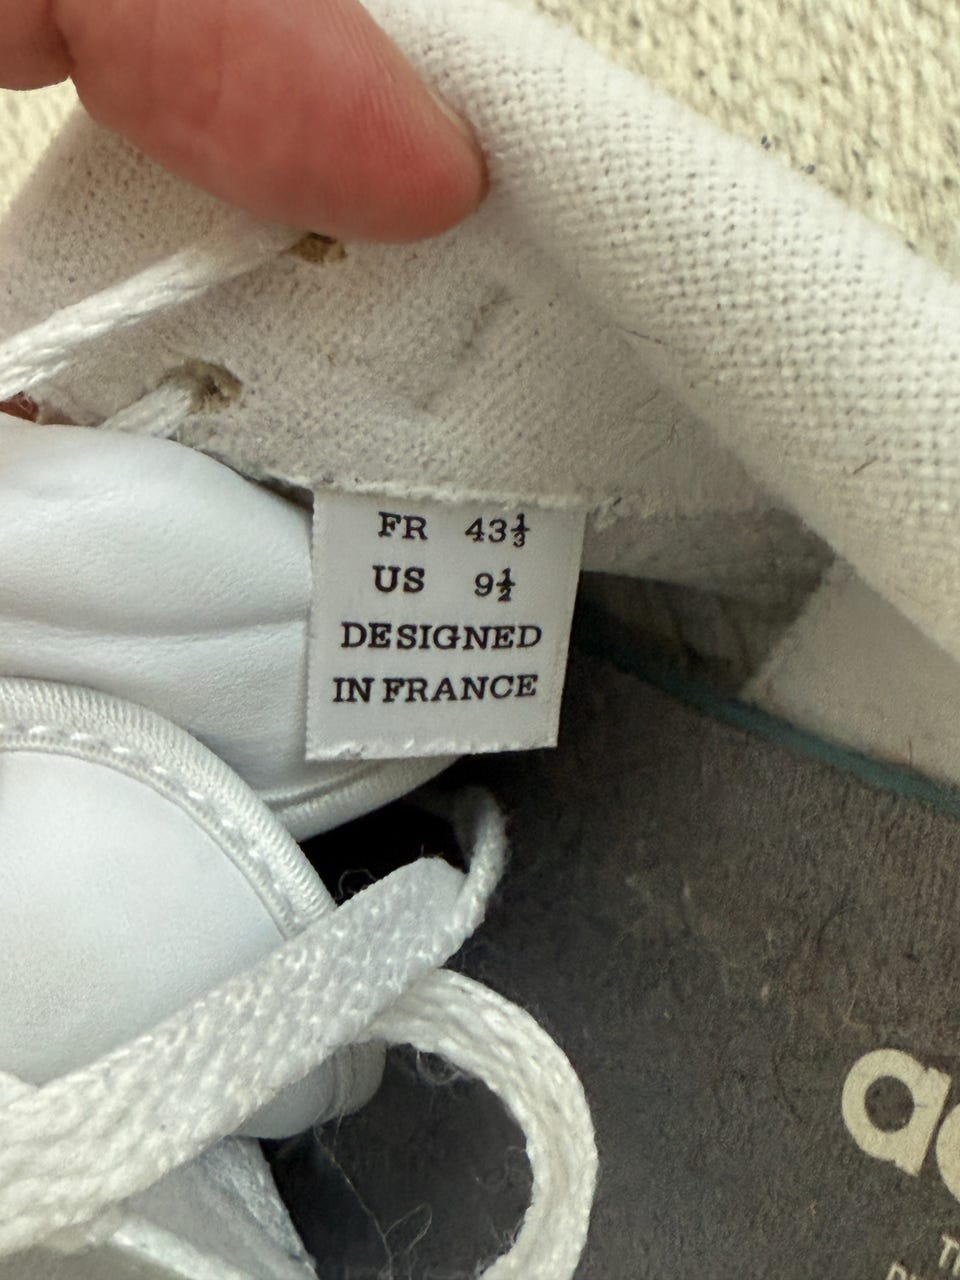 FR 43⅓
US 9½
DESIGNED
IN FRANCE